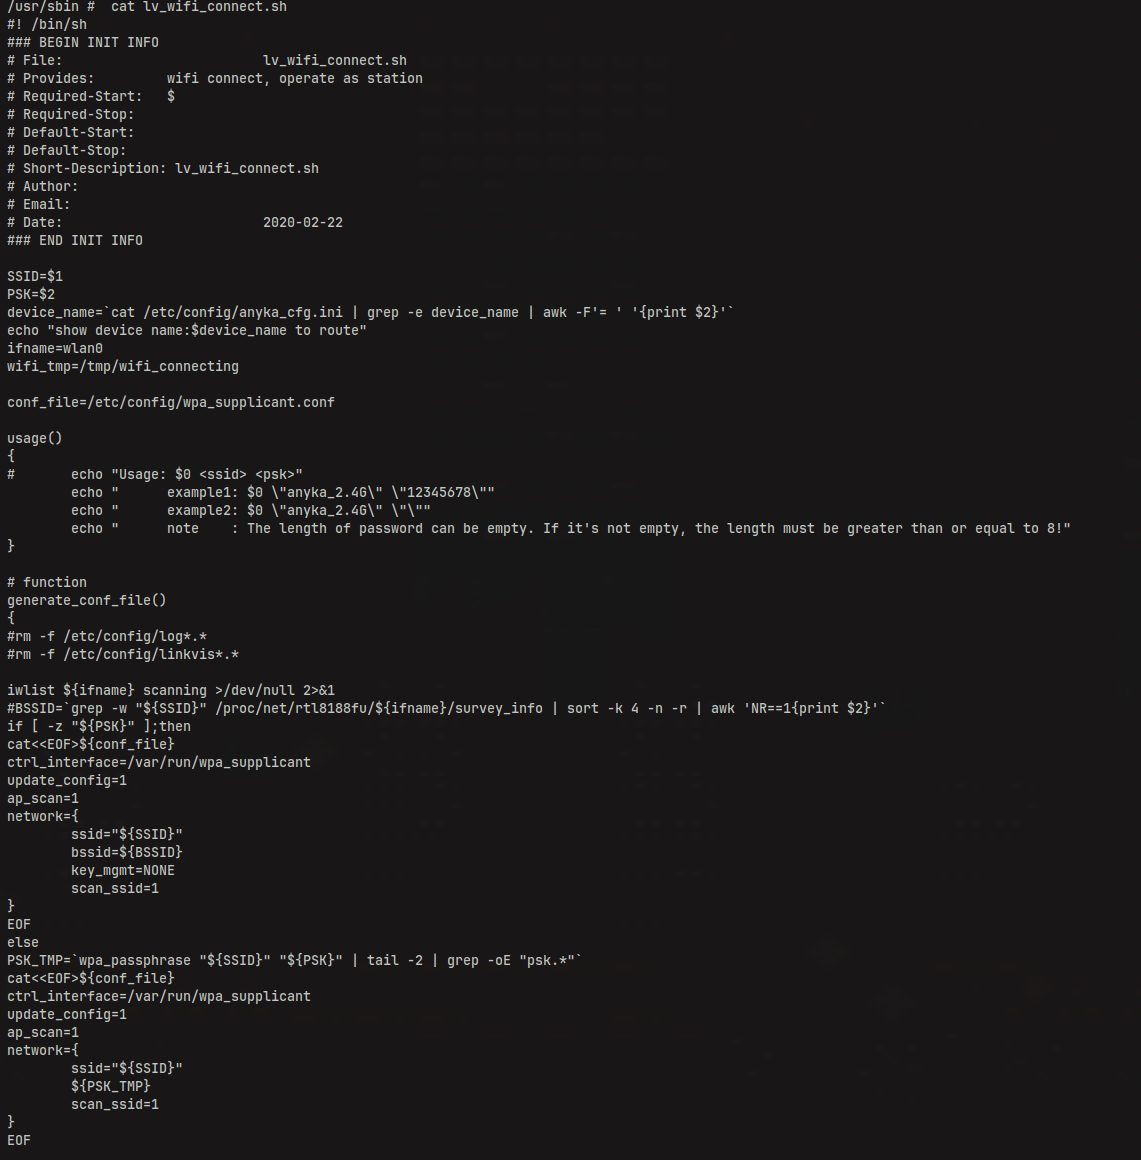 /usr/sbin #  cat lv_wifi_connect.sh
#! /bin/sh
### BEGIN INIT INFO
# File:                         lv_wifi_connect.sh
# Provides:         wifi connect, operate as station
# Required-Start:   $
# Required-Stop:
# Default-Start:
# Default-Stop:
# Short-Description: lv_wifi_connect.sh
# Author:
# Email:
# Date:                         2020-02-22
### END INIT INFO

SSID=$1
PSK=$2
device_name=`cat /etc/config/anyka_cfg.ini | grep -e device_name | awk -F'= ' '{print $2}'`
echo "show device name:$device_name to route"
ifname=wlan0
wifi_tmp=/tmp/wifi_connecting

conf_file=/etc/config/wpa_supplicant.conf

usage()
{
#       echo "Usage: $0 <ssid> <psk>"
        echo "      example1: $0 \"anyka_2.4G\" \"12345678\""
        echo "      example2: $0 \"anyka_2.4G\" \"\""
        echo "      note    : The length of password can be empty. If it's not empty, the length must be greater than or equal to 8!"
}

# function
generate_conf_file()
{
#rm -f /etc/config/log*.*
#rm -f /etc/config/linkvis*.*

iwlist ${ifname} scanning >/dev/null 2>&1
#BSSID=`grep -w "${SSID}" /proc/net/rtl8188fu/${ifname}/survey_info | sort -k 4 -n -r | awk 'NR==1{print $2}'`
if [ -z "${PSK}" ];then
cat<<EOF>${conf_file}
ctrl_interface=/var/run/wpa_supplicant
update_config=1
ap_scan=1
network={
        ssid="${SSID}"
        bssid=${BSSID}
        key_mgmt=NONE
        scan_ssid=1
}
EOF
else
PSK_TMP=`wpa_passphrase "${SSID}" "${PSK}" | tail -2 | grep -oE "psk.*"`
cat<<EOF>${conf_file}
ctrl_interface=/var/run/wpa_supplicant
update_config=1
ap_scan=1
network={
        ssid="${SSID}"
        ${PSK_TMP}
        scan_ssid=1
}
EOF